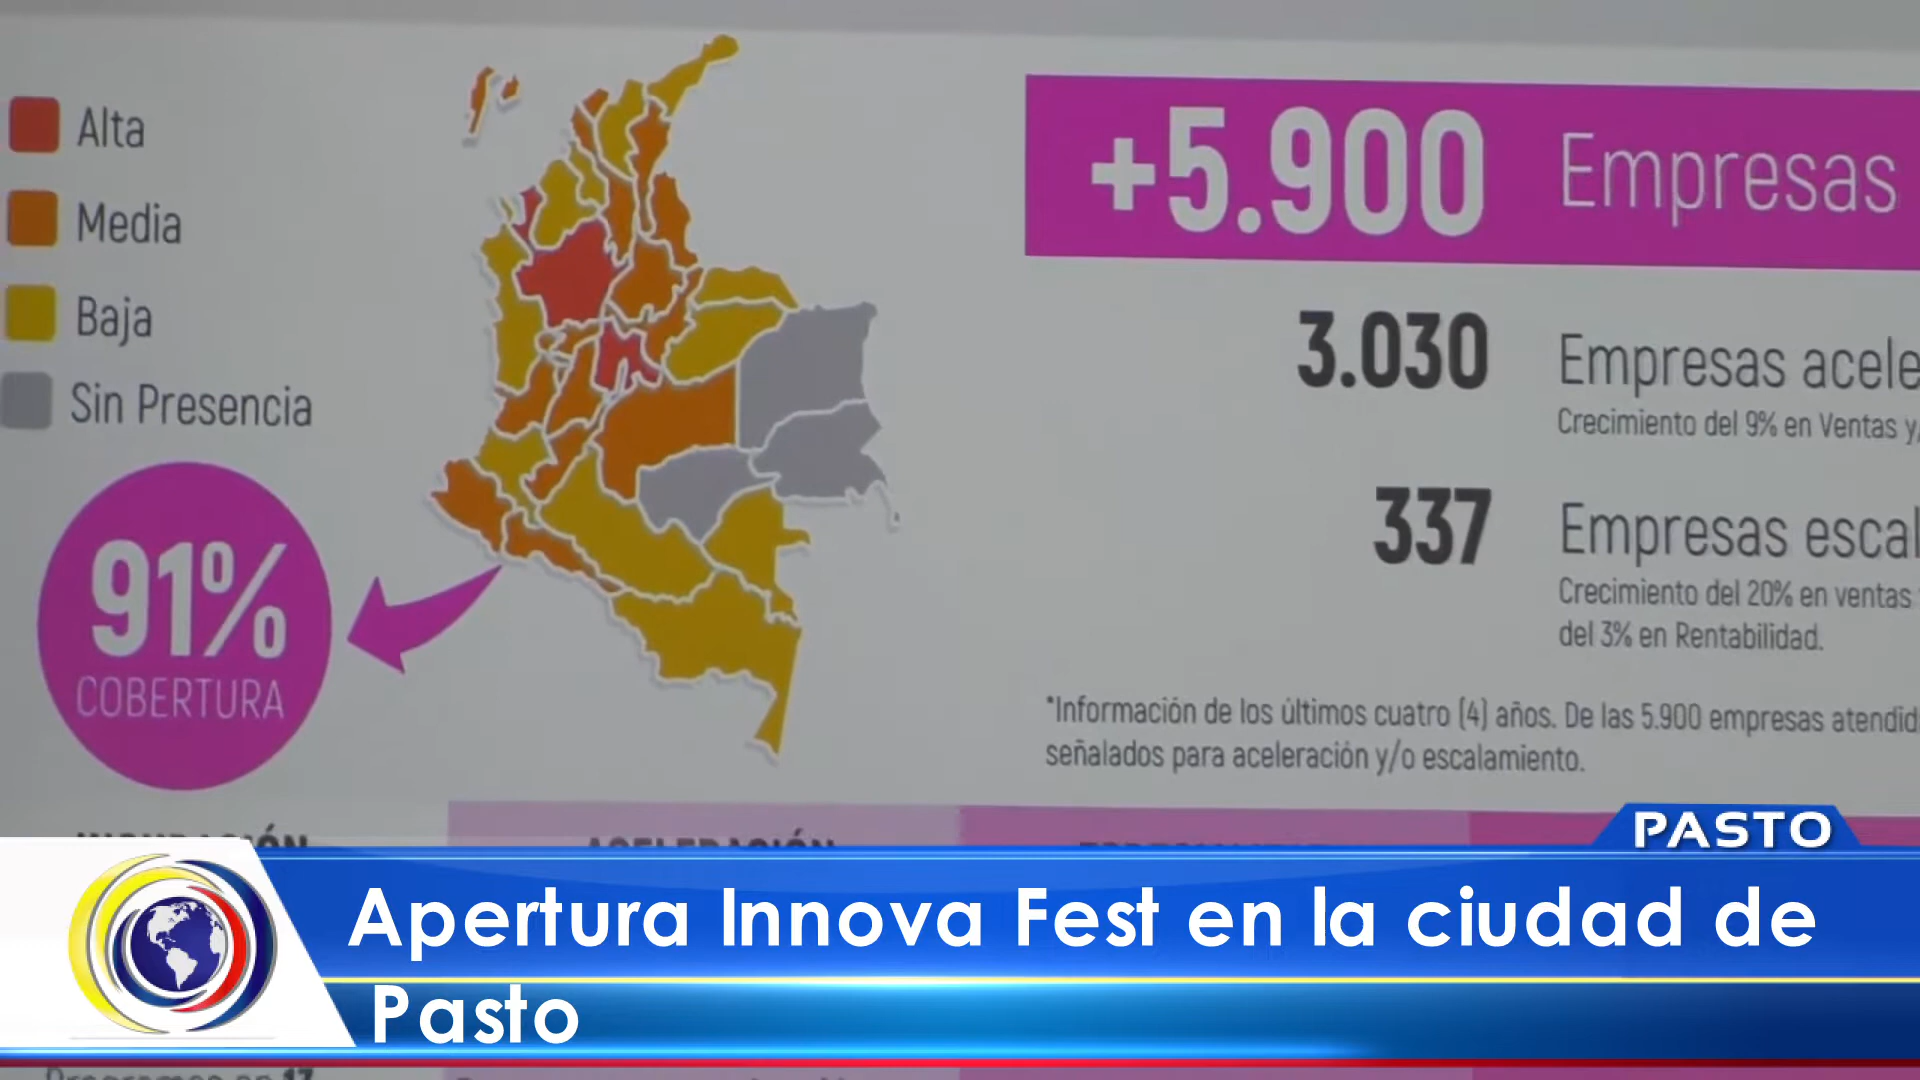 Alta
Media
Baja
Sin Presencia
91%
COBERTURA
+5.900 Empresas
3.030 Empresas acele
Crecimiento del 9% en Ventas y/
337 Empresas escal
Crecimiento del 20% en ventas
del 3% en Rentabilidad.
*Información de los últimos cuatro (4) años. De las 5.900 empresas atendid
señalados para aceleración y/o escalamiento.
PASTO
Apertura Innova Fest en la ciudad de
Pasto